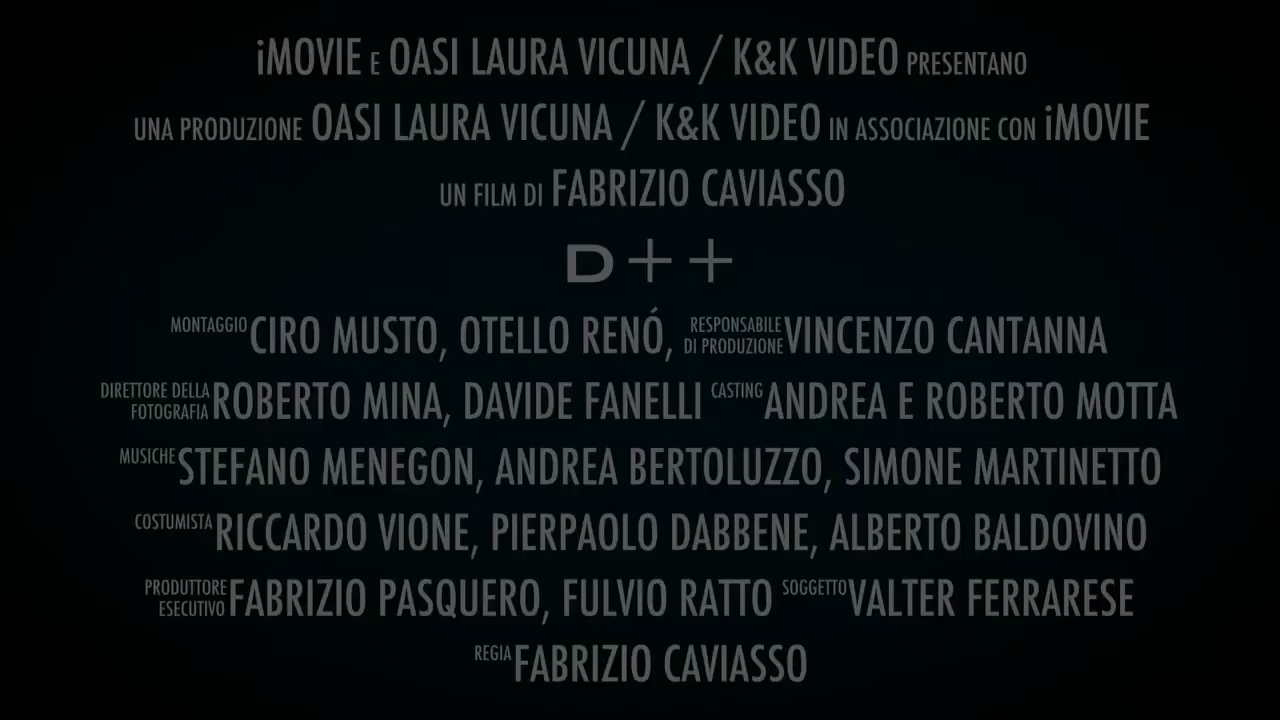 iMOVIE E OASI LAURA VICUNA / K&K VIDEO PRESENTANO
UNA PRODUZIONE OASI LAURA VICUNA / K&K VIDEO IN ASSOCIAZIONE CON iMOVIE
UN FILM DI FABRIZIO CAVIASSO
D++
MONTAGGIO CIRO MUSTO, OTELLO RENÓ, RESPONSABILE DI PRODUZIONE VINCENZO CANTANNA
DIRETTORE DELLA FOTOGRAFIA ROBERTO MINA, DAVIDE FANELLI CASTING ANDREA E ROBERTO MOTTA
MUSICHE STEFANO MENEGON, ANDREA BERTOLUZZO, SIMONE MARTINETTO
COSTUMISTA RICCARDO VIONE, PIERPAOLO DABBENE, ALBERTO BALDOVINO
PRODUTTORE ESECUTIVO FABRIZIO PASQUERO, FULVIO RATTO SOGGETTO VALTER FERRARESE
REGIA FABRIZIO CAVIASSO